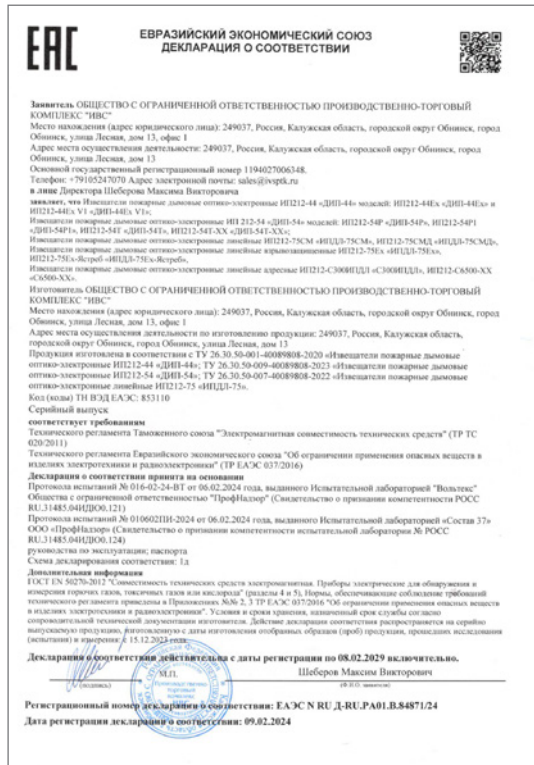 EAC
ЕВРАЗИЙСКИЙ ЭКОНОМИЧЕСКИЙ СОЮЗ
ДЕКЛАРАЦИЯ О СООТВЕТСТВИИ
Заявитель ОБЩЕСТВО С ОГРАНИЧЕННОЙ ОТВЕТСТВЕННОСТЬЮ ПРОИЗВОДСТВЕННО-ТОРГОВЫЙ
КОМПЛЕКС "ИВС"
Место нахождения (адрес юридического лица): 249037, Россия, Калужская область, городской округ Обнинск, город
Обнинск, улица Лесная, дом 13, офис 1
Адрес места осуществления деятельности: 249037, Россия, Калужская область, городской округ Обнинск, город
Обнинск, улица Лесная, дом 13
Основной государственный регистрационный номер 1194027006348.
Телефон: +79105247070 Адрес электронной почты: sales@ivsptk.ru
в лице Директора Шеберова Максима Викторовича
заявляет, что Извещатели пожарные дымовые оптико-электронные ИП212-44 «ДИП-44» моделей: ИП212-44Ех «ДИП-44Ех» и
ИП212-44Ех V1 «ДИП-44Ех V1»;
Извещатели пожарные дымовые оптико-электронные ИП 212-54 «ДИП-54» моделей: ИП212-54Р «ДИП-54Р», ИП212-54Р1
«ДИП-54Р1», ИП212-54Т «ДИП-54Т», ИП212-54Т-ХХ «ДИП-54Т-ХХ»;
Извещатели пожарные дымовые оптико-электронные линейные ИП212-75СМ «ИПДЛ-75СМ», ИП212-75СМД «ИПДЛ-75СМД»,
Извещатели пожарные дымовые оптико-электронные линейные взрывозащищенные ИП212-75Ех «ИПДЛ-75Ех»,
ИП212-75Ех-Ястреб «ИПДЛ-75Ех-Ястреб»,
Извещатели пожарные дымовые оптико-электронные линейные адресные ИП212-С300ИПДЛ «С300ИПДЛ», ИП212-С6500-ХХ
«С6500-ХХ».
Изготовитель ОБЩЕСТВО С ОГРАНИЧЕННОЙ ОТВЕТСТВЕННОСТЬЮ ПРОИЗВОДСТВЕННО-ТОРГОВЫЙ
КОМПЛЕКС "ИВС"
Место нахождения (адрес юридического лица): 249037, Россия, Калужская область, городской округ Обнинск, город
Обнинск, улица Лесная, дом 13, офис 1
Адрес места осуществления деятельности по изготовлению продукции: 249037, Россия, Калужская область,
городской округ Обнинск, город Обнинск, улица Лесная, дом 13
Продукция изготовлена в соответствии с ТУ 26.30.50-001-40089808-2020 «Извещатели пожарные дымовые
оптико-электронные ИП212-44 «ДИП-44»; ТУ 26.30.50-009-40089808-2023 «Извещатели пожарные дымовые
оптико-электронные ИП212-54 «ДИП-54»; ТУ 26.30.50-007-40089808-2022 «Извещатели пожарные дымовые
оптико-электронные линейные ИП212-75 «ИПДЛ-75».
Код (коды) ТН ВЭД ЕАЭС: 853110
Серийный выпуск
соответствует требованиям
Технического регламента Таможенного союза "Электромагнитная совместимость технических средств" (ТР ТС
020/2011)
Технического регламента Евразийского экономического союза "Об ограничении применения опасных веществ в
изделиях электротехники и радиоэлектроники" (ТР ЕАЭС 037/2016)
Декларация о соответствии принята на основании
Протокола испытаний № 016-02-24-ВТ от 06.02.2024 года, выданного Испытательной лабораторией "Вольтекс"
Общества с ограниченной ответственностью "ПрофНадзор" (Свидетельство о признании компетентности РОСС
RU.31485.04ИДЮ0.121)
Протокола испытаний № 010602ПИ-2024 от 06.02.2024 года, выданного Испытательной лабораторией «Состав 37»
ООО «ПрофНадзор» (Свидетельство о признании компетентности испытательной лаборатории № РОСС
RU.31485.04ИДЮ0.124)
руководства по эксплуатации; паспорта
Схема декларирования соответствия: 1д
Дополнительная информация
ГОСТ EN 50270-2012 "Совместимость технических средств электромагнитная. Приборы электрические для обнаружения и
измерения горючих газов, токсичных газов или кислорода" (разделы 4 и 5), Нормы, обеспечивающие соблюдение требований
технического регламента приведены в Приложениях №№ 2, 3 ТР ЕАЭС 037/2016 "Об ограничении применения опасных веществ
в изделиях электротехники и радиоэлектроники". Условия и сроки хранения, назначенный срок службы согласно
сопроводительной технической документации изготовителя. Действие декларации соответствия распространяется на серийно
выпускаемую продукцию, изготовленную с даты изготовления отобранных образцов (проб) продукции, прошедших исследования
(испытания) и измерения: с 15.12.2023 года
Декларация о соответствии действительна с даты регистрации по 08.02.2029 включительно.
М.П.
Шеберов Максим Викторович
(подпись)
(Ф.И.О. заявителя)
Регистрационный номер декларации о соответствии: ЕАЭС N RU Д-RU.РА01.В.84871/24
Дата регистрации декларации о соответствии: 09.02.2024